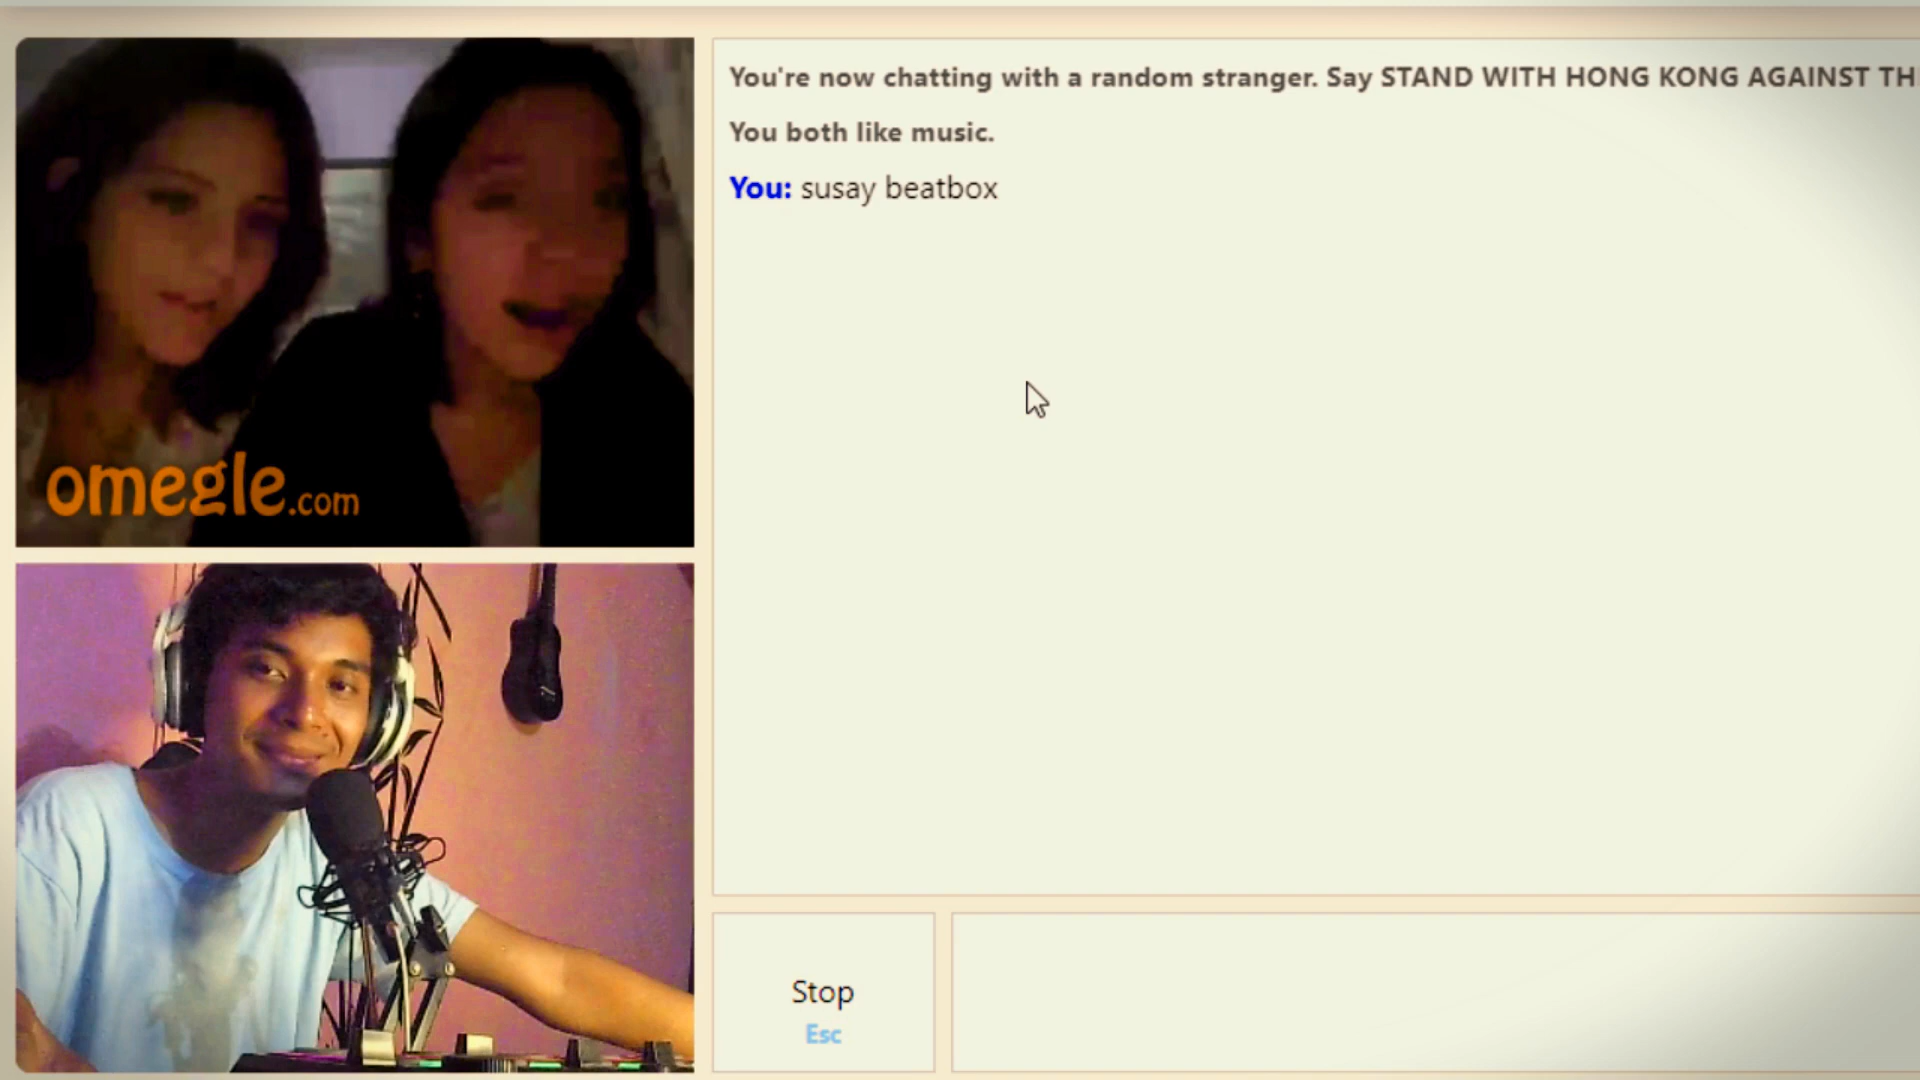 You're now chatting with a random stranger. Say STAND WITH HONG KONG AGAINST TH
You both like music.
You: susay beatbox
omegle.com
Stop
Esc